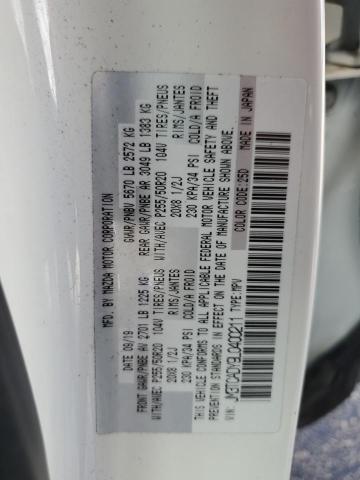 MFD. BY MAZDA MOTOR CORPORATION
DATE: 09/19 GVWR/PNBV 5670 LB 2572 KG
FRONT GAWR/PNBE AV 2701 LB 1225 KG REAR GAWR/PNBE AR 3049 LB 1383 KG
WITH/AVEC P255/50R20 104V TIRES/PNEUS WITH/AVEC P255/50R20 104V TIRES/PNEUS
20X8 1/2J RIMS/JANTES 20X8 1/2J RIMS/JANTES
230 KPA/34 PSI COLD/A FROID 230 KPA/34 PSI COLD/A FROID
THIS VEHICLE CONFORMS TO ALL APPLICABLE FEDERAL MOTOR VEHICLE SAFETY AND THEFT
PREVENTION STANDARDS IN EFFECT ON THE DATE OF MANUFACTURE SHOWN ABOVE.
VIN: TYPE:MPV COLOR CODE:25D MADE IN JAPAN